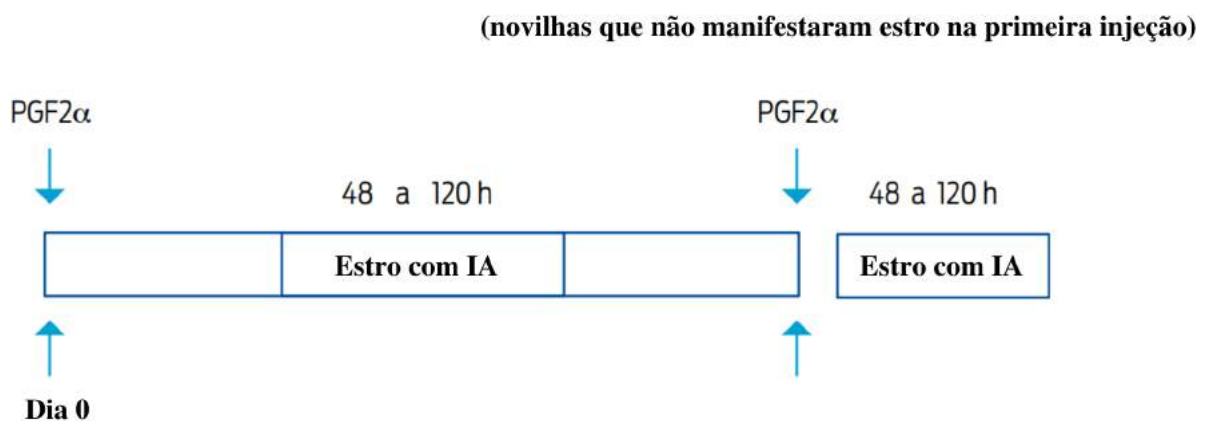 (novilhas que não manifestaram estro na primeira injeção)
PGF2α
PGF2α
48 a 120 h
48 a 120 h
Estro com IA
Estro com IA
Dia 0